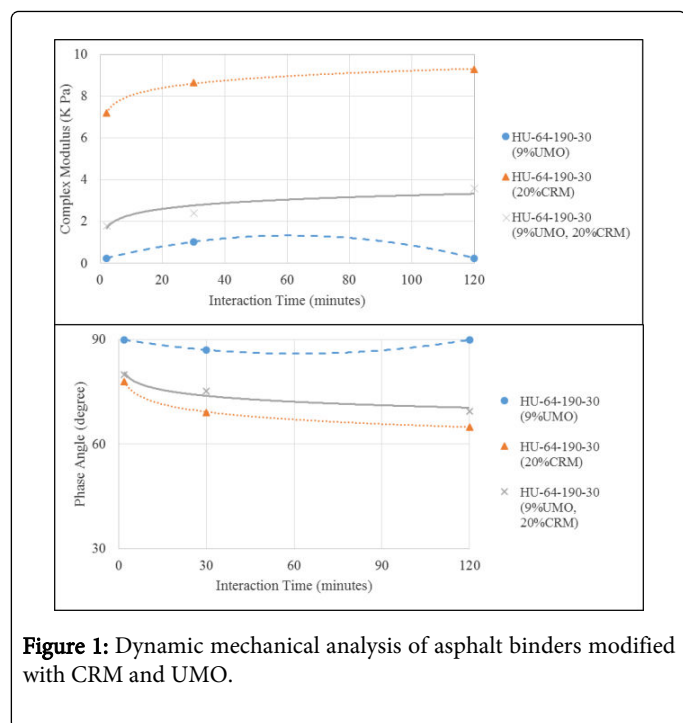 10
8
6
4
2
0
Complex Modulus (K Pa)
0 20 40 60 80 100 120
Interaction Time (minutes)
HU-64-190-30
(9%UMO)
HU-64-190-30
(20%CRM)
HU-64-190-30
(9%UMO, 20%CRM)
90
60
30
Phase Angle (degree)
0 30 60 90 120
Interaction Time (minutes)
HU-64-190-30
(9%UMO)
HU-64-190-30
(20%CRM)
HU-64-190-30
(9%UMO,
20%CRM)
Figure 1: Dynamic mechanical analysis of asphalt binders modified
with CRM and UMO.